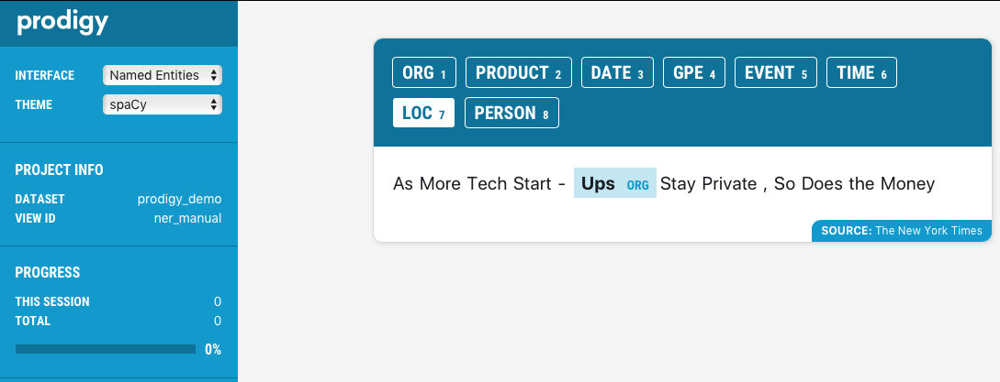 prodigy
INTERFACE Named Entities
THEME spaCy
PROJECT INFO
DATASET prodigy_demo
VIEW ID ner_manual
PROGRESS
THIS SESSION 0
TOTAL 0
0%
ORG 1 PRODUCT 2 DATE 3 GPE 4 EVENT 5 TIME 6
LOC 7 PERSON 8
As More Tech Start - Ups ORG Stay Private , So Does the Money
SOURCE: The New York Times